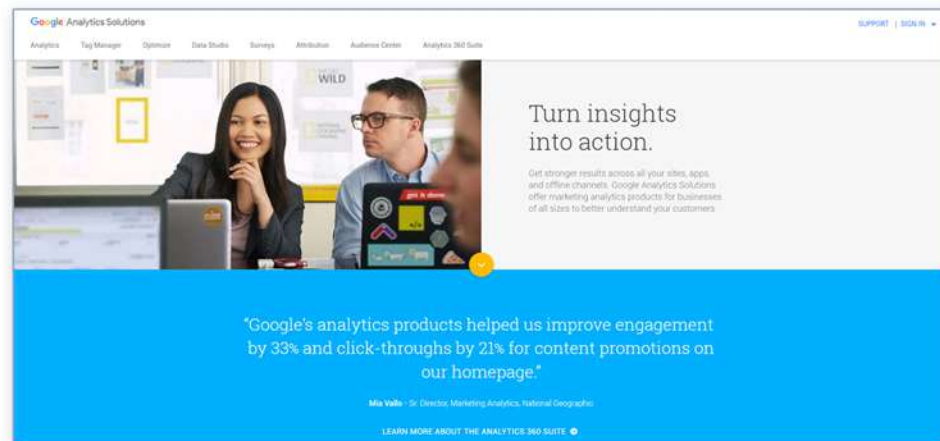 Google Analytics Solutions
SUPPORT | SIGN IN
Analytics Tag Manager Optimize Data Studio Surveys Attribution Audience Center Analytics 360 Suite
WILD
got it done
</>
Turn insights
into action.
Get stronger results across all your sites, apps,
and offline channels. Google Analytics Solutions
offer marketing analytics products for businesses
of all sizes to better understand your customers
“Google's analytics products helped us improve engagement
by 33% and click-throughs by 21% for content promotions on
our homepage.”
Mia Vallo - Sr. Director, Marketing Analytics, National Geographic
LEARN MORE ABOUT THE ANALYTICS 360 SUITE